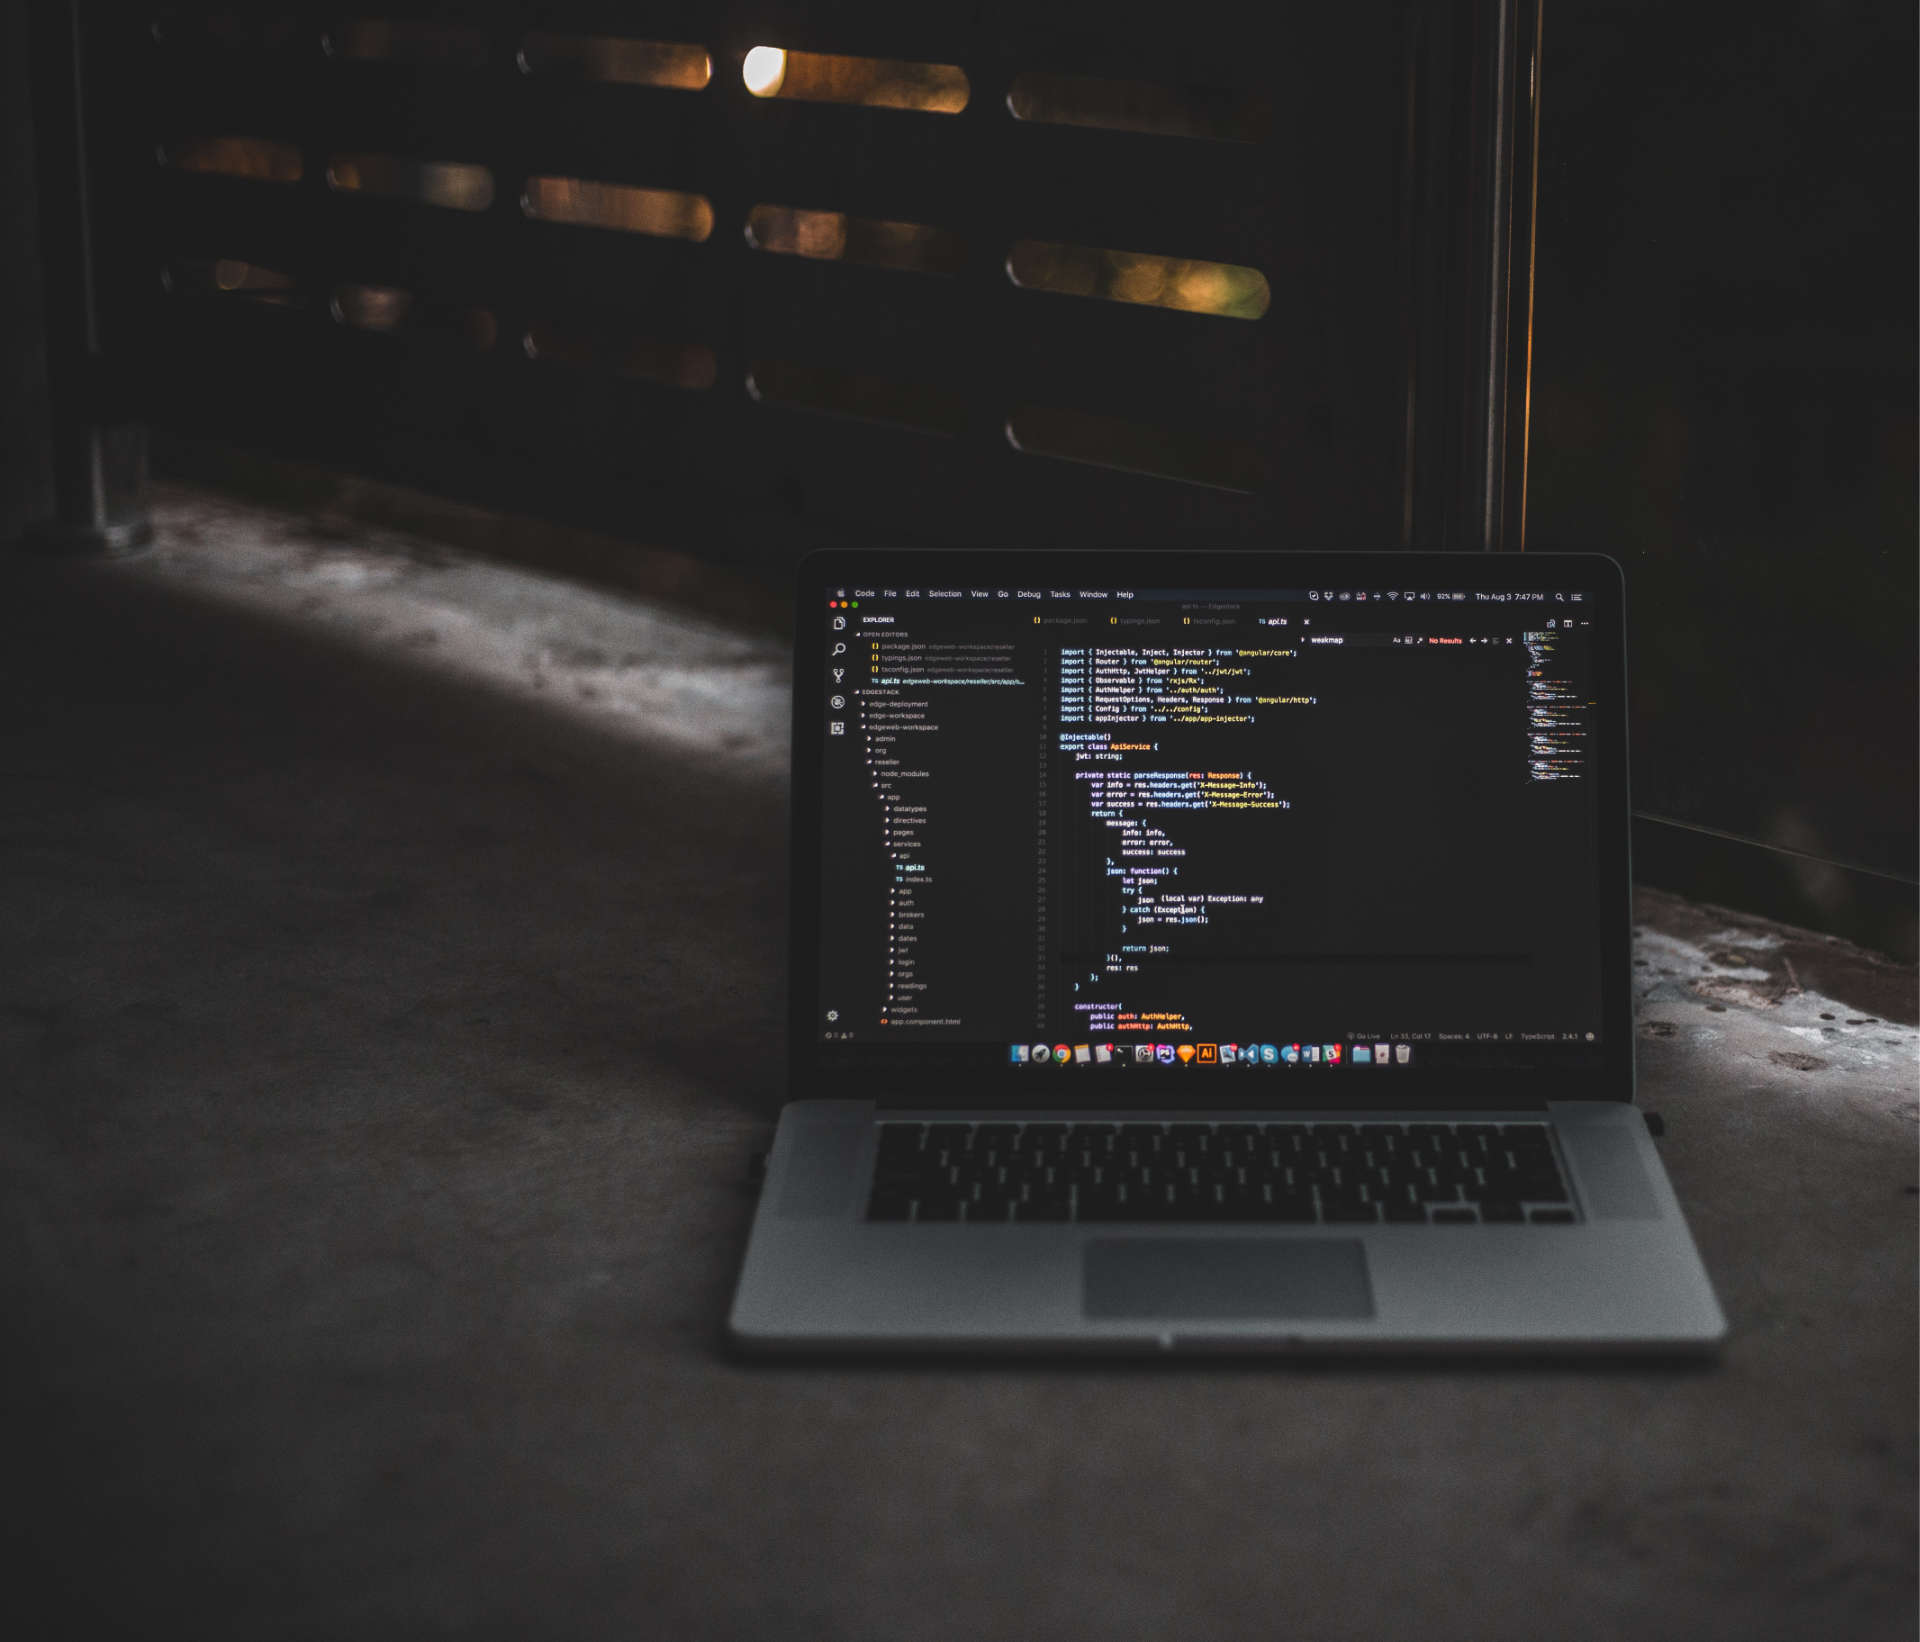 Code File Edit Selection View Go Debug Tasks Window Help 92% Thu Aug 3 7:47 PM
api.ts — Edgestack
EXPLORER
{} package.json {} typings.json {} tsconfig.json TS api.ts
OPEN EDITORS
{} package.json edgeweb-workspace/reseller
{} typings.json edgeweb-workspace/reseller
{} tsconfig.json edgeweb-workspace/reseller
TS api.ts edgeweb-workspace/reseller/src/app/s...
EDGESTACK
edge-deployment
edge-workspace
edgeweb-workspace
admin
org
reseller
node_modules
src
app
datatypes
directives
pages
services
api
TS api.ts
TS index.ts
app
auth
brokers
data
dates
jwt
login
orgs
readings
user
widgets
app.component.html
weakmap Aa No Results
import { Injectable, Inject, Injector } from '@angular/core';
import { Router } from '@angular/router';
import { AuthHttp, JwtHelper } from '../jwt/jwt';
import { Observable } from 'rxjs/Rx';
import { AuthHelper } from '../auth/auth';
import { RequestOptions, Headers, Response } from '@angular/http';
import { Config } from '../../config';
import { appInjector } from '../app/app-injector';
@Injectable()
export class ApiService {
jwt: string;
private static parseResponse(res: Response) {
var info = res.headers.get('X-Message-Info');
var error = res.headers.get('X-Message-Error');
var success = res.headers.get('X-Message-Success');
return {
message: {
info: info,
error: error,
success: success
},
json: function() {
let json;
try {
json (local var) Exception: any
} catch (Exception) {
json = res.json();
}
return json;
}(),
res: res
};
}
constructor(
public auth: AuthHelper,
public authHttp: AuthHttp,
0 0 Go Live Ln 33, Col 17 Spaces: 4 UTF-8 LF TypeScript 2.4.1
Ai